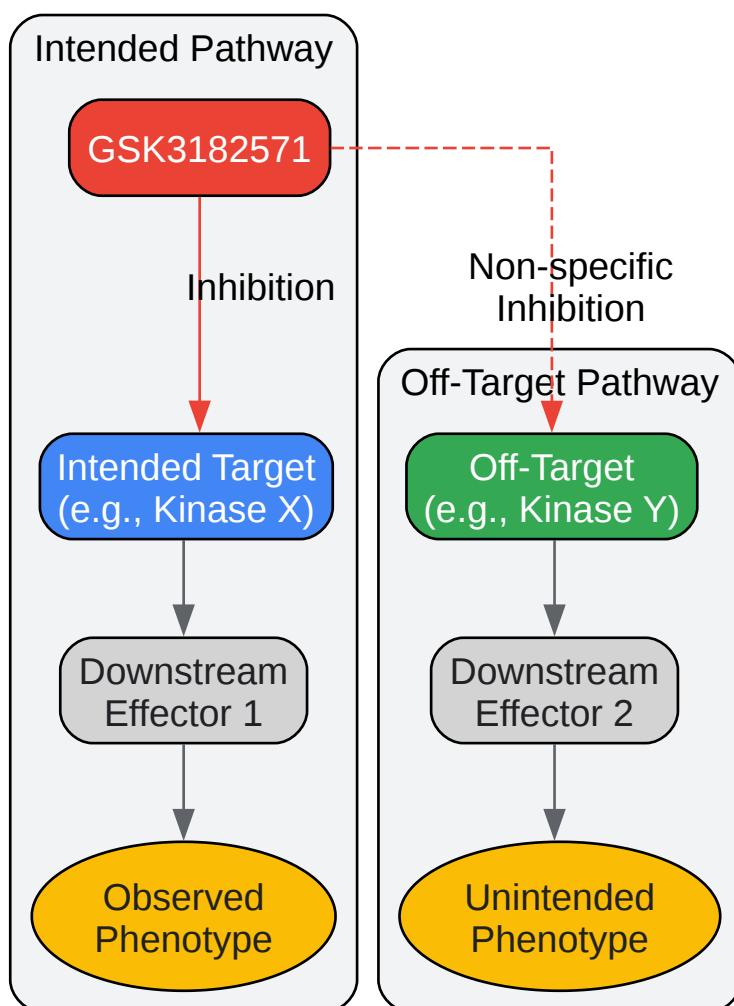 Intended Pathway
GSK3182571
Inhibition
Non-specific
Inhibition
Off-Target Pathway
Intended Target
(e.g., Kinase X)
Off-Target
(e.g., Kinase Y)
Downstream
Effector 1
Downstream
Effector 2
Observed
Phenotype
Unintended
Phenotype